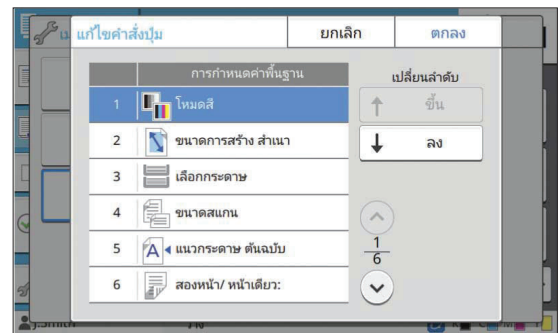 แก้ไขคำสั่งปุ่ม
ยกเลิก
ตกลง
การกำหนดค่าพื้นฐาน
เปลี่ยนลำดับ
1 โหมดสี
ขึ้น
2 ขนาดการสร้าง สำเนา
ลง
3 เลือกกระดาษ
4 ขนาดสแกน
5 แนวกระดาษ ต้นฉบับ
1
6
6 สองหน้า/ หน้าเดียว:
J.Smith